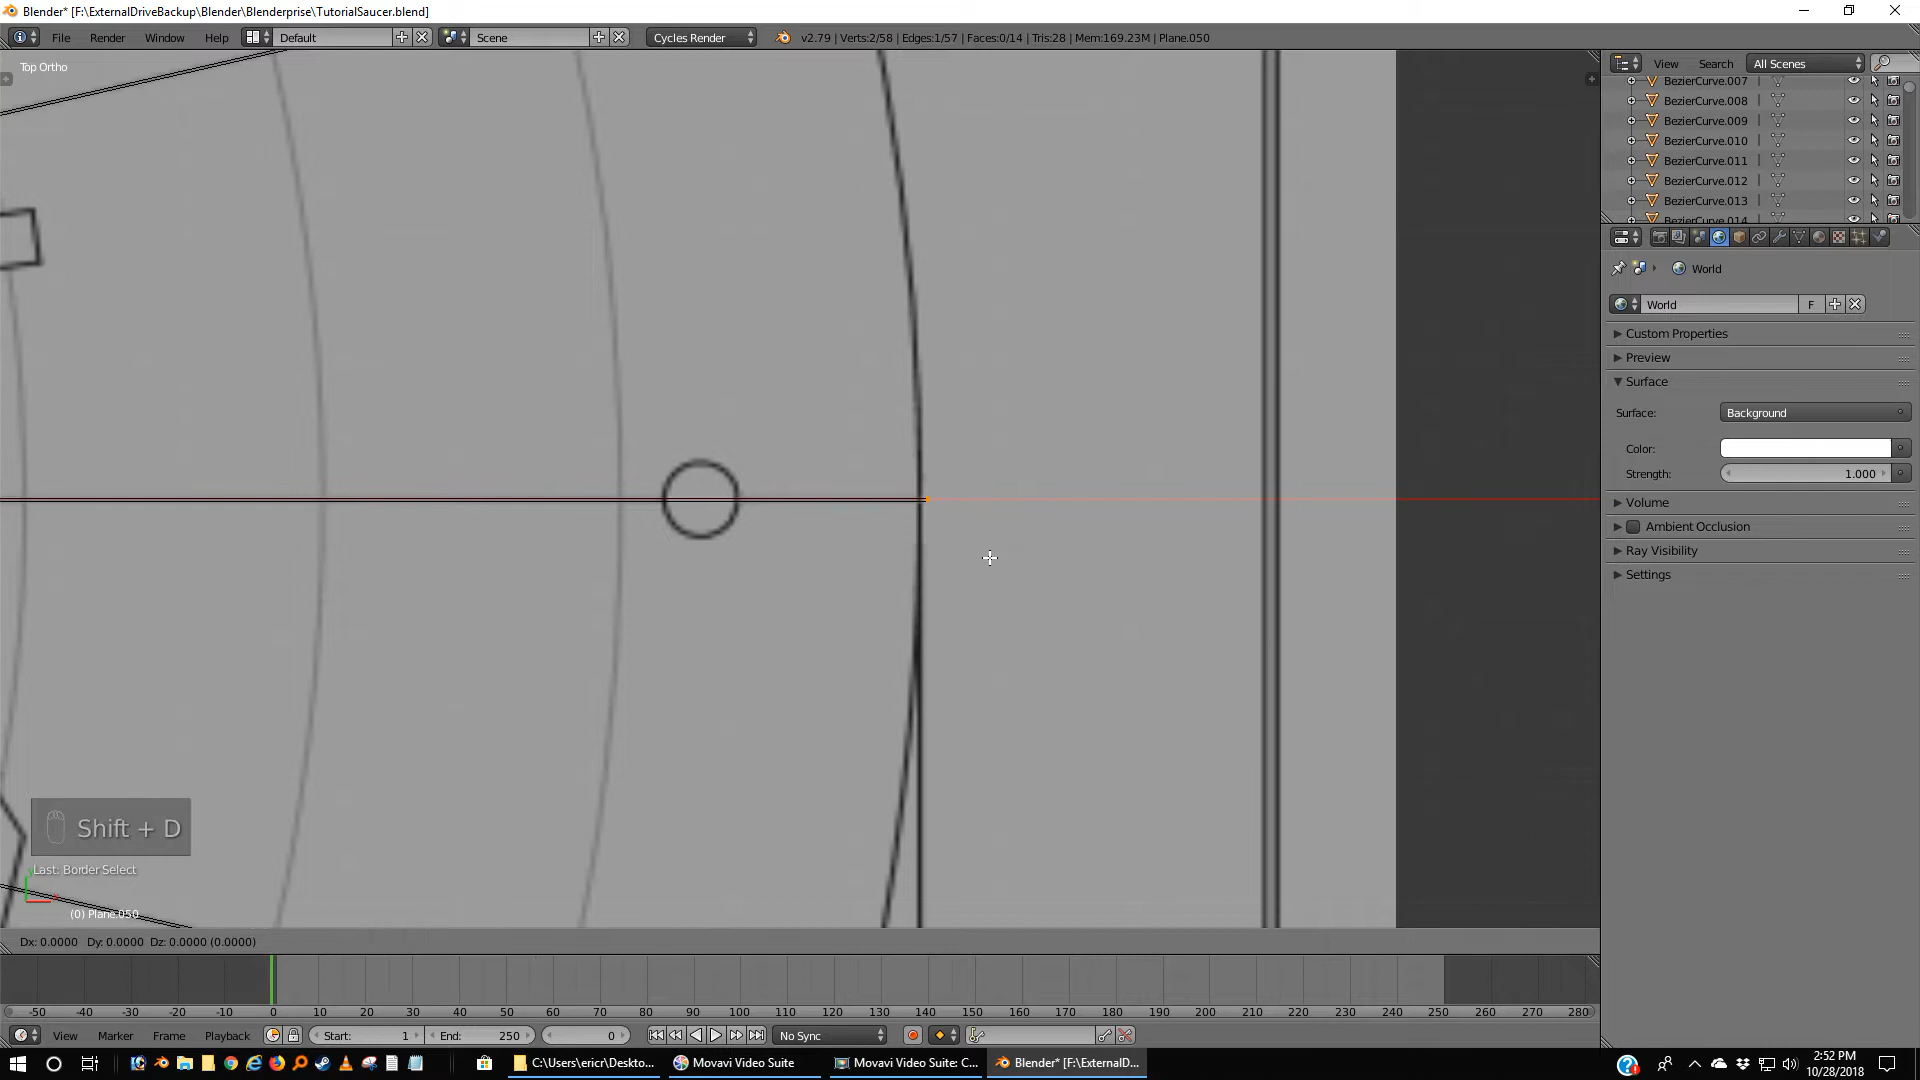 Blender* [F:\ExternalDriveBackup\Blender\Blenderprise\TutorialSaucer.blend]
File Render Window Help Default Scene Cycles Render v2.79 | Verts:2/58 | Edges:1/57 | Faces:0/14 | Tris:28 | Mem:169.23M | Plane.050
Top Ortho
View Search All Scenes
BezierCurve.007
BezierCurve.008
BezierCurve.009
BezierCurve.010
BezierCurve.011
BezierCurve.012
BezierCurve.013
BezierCurve.014
World
World F
Custom Properties
Preview
Surface
Surface: Background
Color:
Strength: 1.000
Volume
Ambient Occlusion
Ray Visibility
Settings
Shift + D
Last: Border Select
(0) Plane.050
Dx: 0.0000 Dy: 0.0000 Dz: 0.0000 (0.0000)
-50 -40 -30 -20 -10 0 10 20 30 40 50 60 70 80 90 100 110 120 130 140 150 160 170 180 190 200 210 220 230 240 250 260 270 280
View Marker Frame Playback Start: 1 End: 250 0 No Sync
C:\Users\ericr\Deskto... Movavi Video Suite Movavi Video Suite: C... Blender* [F:\ExternalD...
2:52 PM
10/28/2018